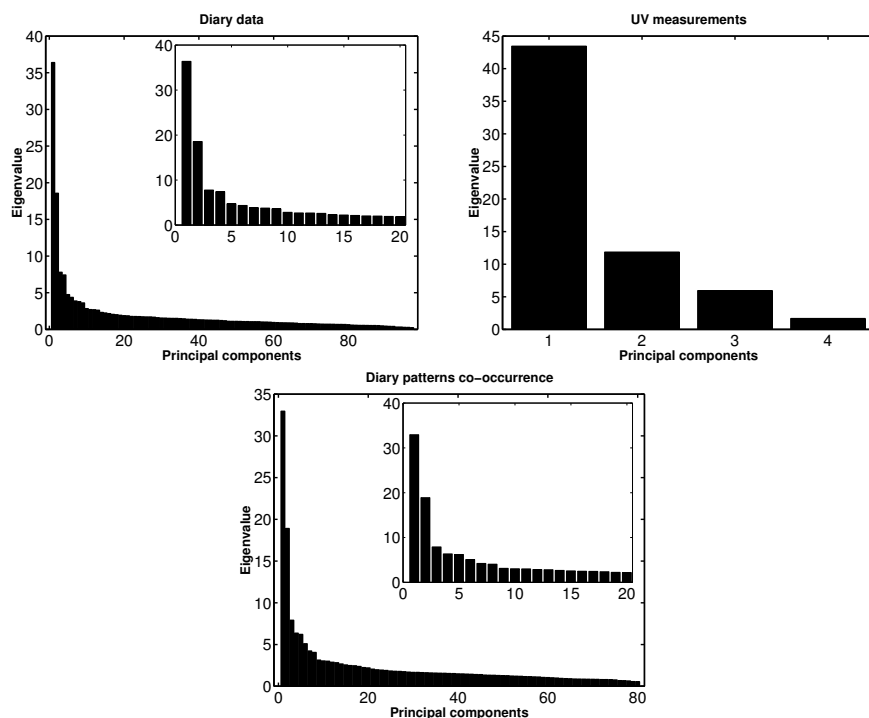 Diary data
40
35
30
25
20
15
10
5
0
Eigenvalue
0 20 40 60 80
Principal components
40
30
20
10
0
0 5 10 15 20
UV measurements
45
40
35
30
25
20
15
10
5
0
Eigenvalue
1 2 3 4
Principal components
Diary patterns co−occurrence
35
30
25
20
15
10
5
0
Eigenvalue
0 20 40 60 80
Principal components
40
30
20
10
0
0 5 10 15 20